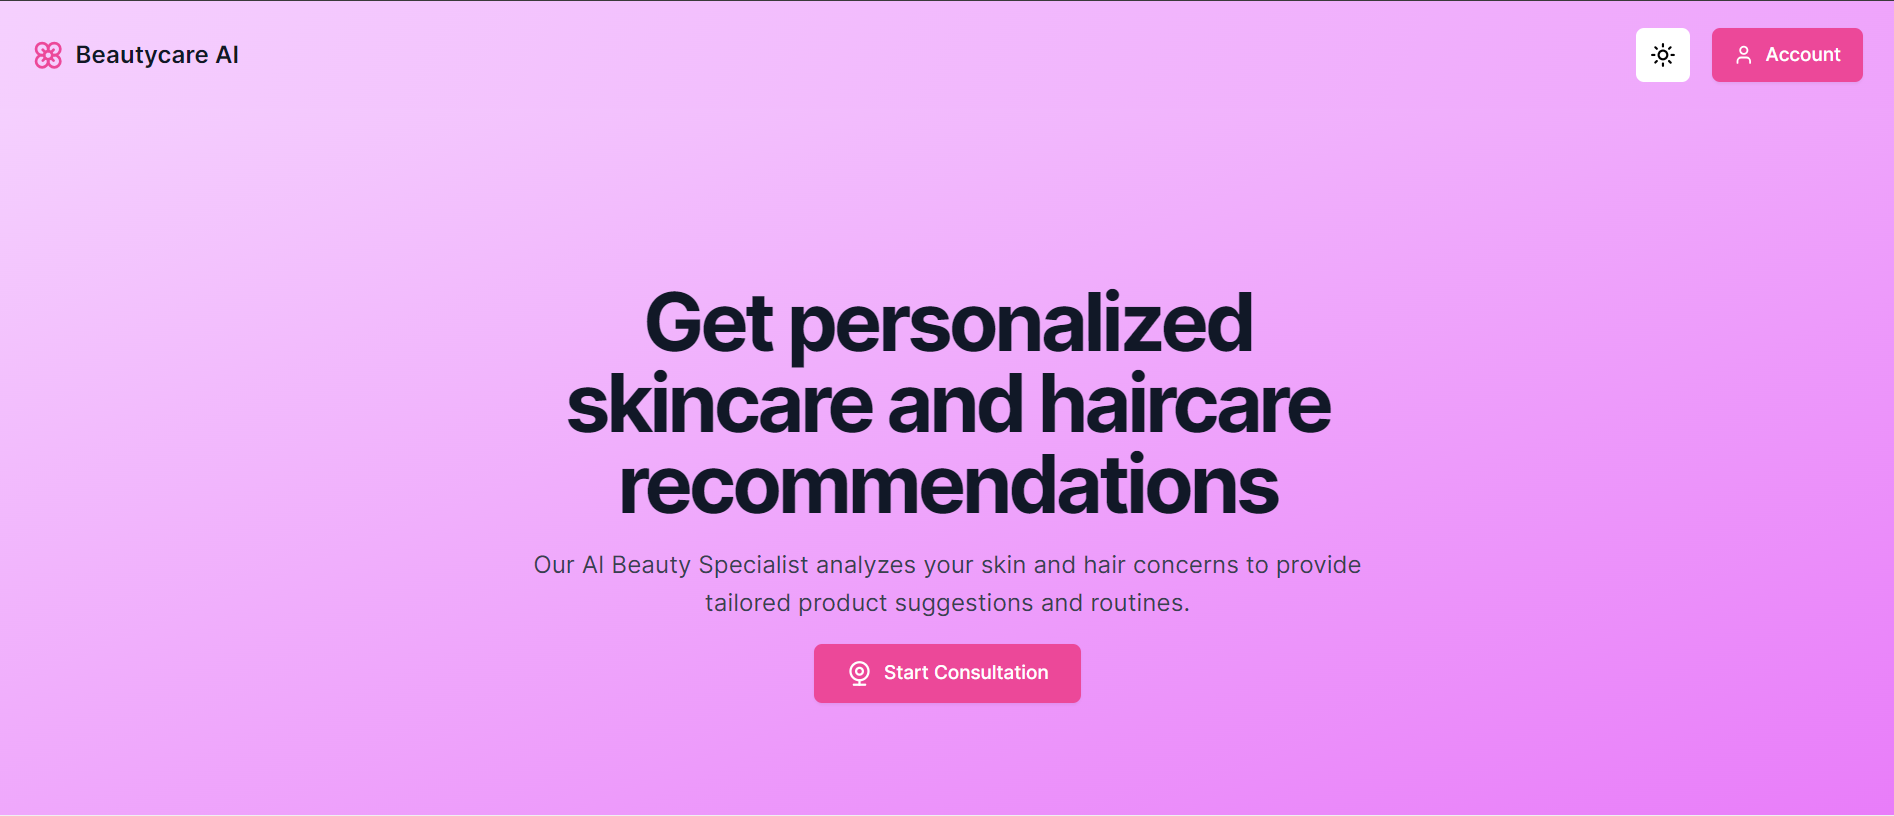 Beautycare AI
Account
Get personalized
skincare and haircare
recommendations
Our AI Beauty Specialist analyzes your skin and hair concerns to provide
tailored product suggestions and routines.
Start Consultation